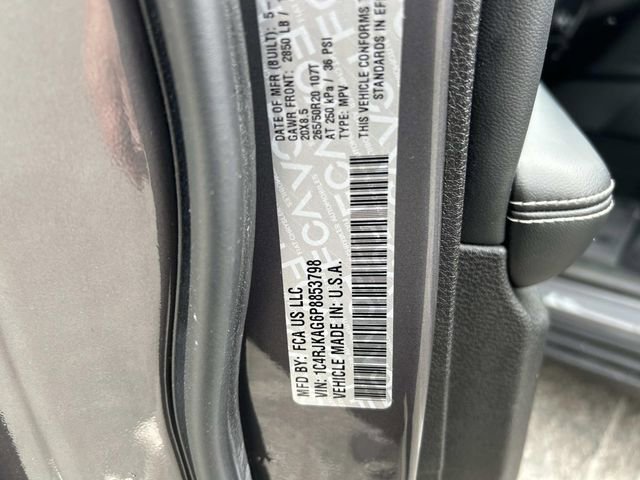 DATE OF MFR (BUILT): 5
GAWR FRONT: 2850 LB /
20X8.5
265/50R20 107T
AT 250 kPa / 36 PSI
TYPE: MPV
THIS VEHICLE CONFORMS T
STANDARDS IN EF
MFD BY: FCA US LLC
VIN: 1C4RJKAG6P8853798
VEHICLE MADE IN: U.S.A.